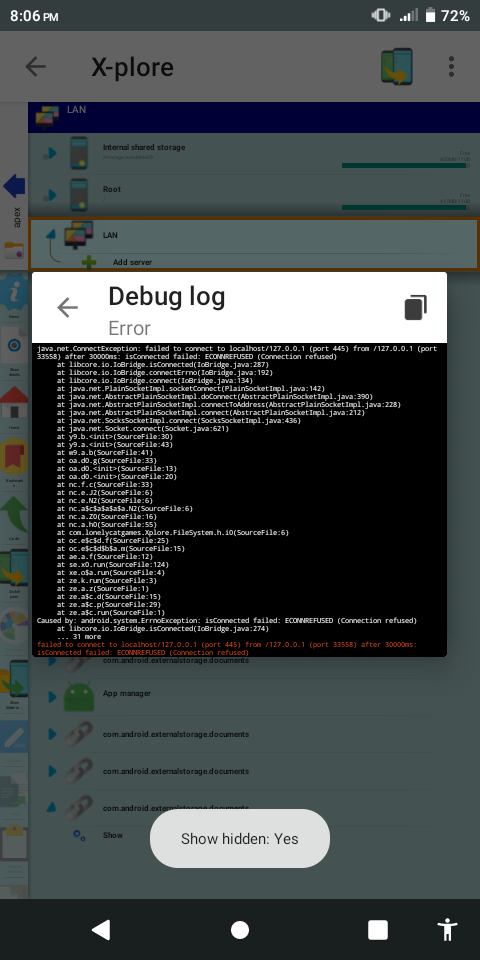 8:06 PM
72%
X-plore
LAN
Internal shared storage
Free
Root
/
Free
apex
LAN
Add server
Debug log
Error
java.net.ConnectException: failed to connect to localhost/127.0.0.1 (port 445) from /127.0.0.1 (port
33558) after 30000ms: isConnected failed: ECONNREFUSED (Connection refused)
at libcore.io.IoBridge.isConnected(IoBridge.java:287)
at libcore.io.IoBridge.connectErrno(IoBridge.java:192)
at libcore.io.IoBridge.connect(IoBridge.java:134)
at java.net.PlainSocketImpl.socketConnect(PlainSocketImpl.java:142)
at java.net.AbstractPlainSocketImpl.doConnect(AbstractPlainSocketImpl.java:390)
at java.net.AbstractPlainSocketImpl.connectToAddress(AbstractPlainSocketImpl.java:228)
at java.net.AbstractPlainSocketImpl.connect(AbstractPlainSocketImpl.java:212)
at java.net.SocksSocketImpl.connect(SocksSocketImpl.java:436)
at java.net.Socket.connect(Socket.java:621)
at y9.b.<init>(SourceFile:30)
at y9.a.<init>(SourceFile:43)
at m9.a.b(SourceFile:41)
at oa.d0.g(SourceFile:33)
at oa.d0.<init>(SourceFile:13)
at oa.d0.<init>(SourceFile:20)
at nc.f.c(SourceFile:33)
at nc.e.J2(SourceFile:6)
at nc.e.N2(SourceFile:6)
at nc.a$c$a$a$a$a.N2(SourceFile:6)
at nc.a.Z0(SourceFile:16)
at nc.a.h0(SourceFile:55)
at com.lonelycatgames.Xplore.FileSystem.h.i0(SourceFile:6)
at oc.e$c$d.f(SourceFile:25)
at oc.e$c$d$b$a.m(SourceFile:15)
at ae.a.f(SourceFile:12)
at se.x0.run(SourceFile:124)
at xe.o$a.run(SourceFile:4)
at ze.k.run(SourceFile:3)
at ze.a.z(SourceFile:1)
at ze.a$c.d(SourceFile:15)
at ze.a$c.p(SourceFile:29)
at ze.a$c.run(SourceFile:1)
Caused by: android.system.ErrnoException: isConnected failed: ECONNREFUSED (Connection refused)
at libcore.io.IoBridge.isConnected(IoBridge.java:274)
... 31 more
failed to connect to localhost/127.0.0.1 (port 445) from /127.0.0.1 (port 33558) after 30000ms:
isConnected failed: ECONNREFUSED (Connection refused)
com.android.externalstorage.documents
App manager
com.android.externalstorage.documents
com.android.externalstorage.documents
com.android.externalstorage.documents
Show
Show hidden: Yes